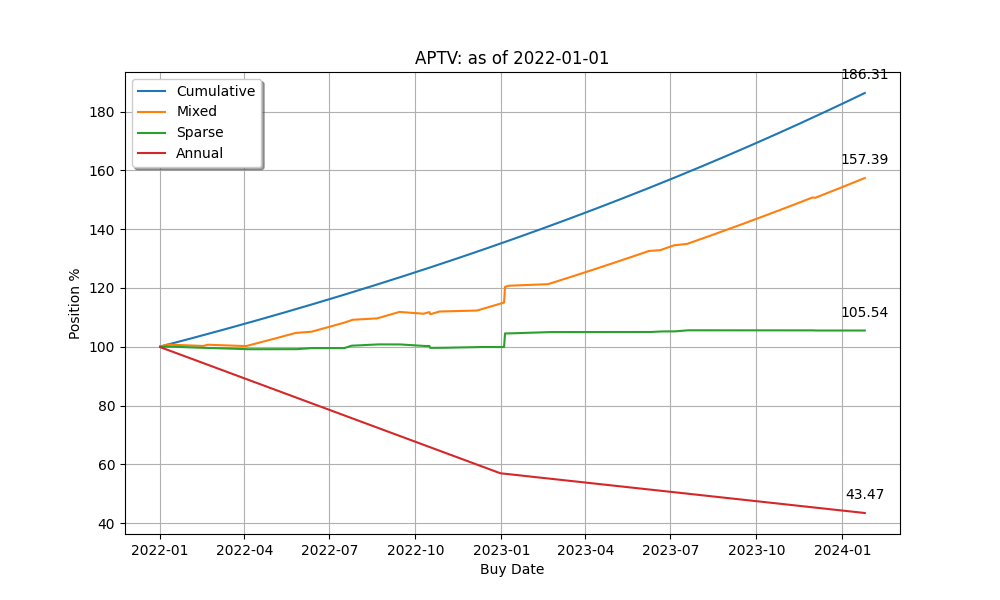 APTV: as of 2022-01-01
186.31
Cumulative
Mixed
Sparse
Annual
157.39
105.54
43.47
180
160
140
120
100
80
60
40
Position %
2022-01 2022-04 2022-07 2022-10 2023-01 2023-04 2023-07 2023-10 2024-01
Buy Date